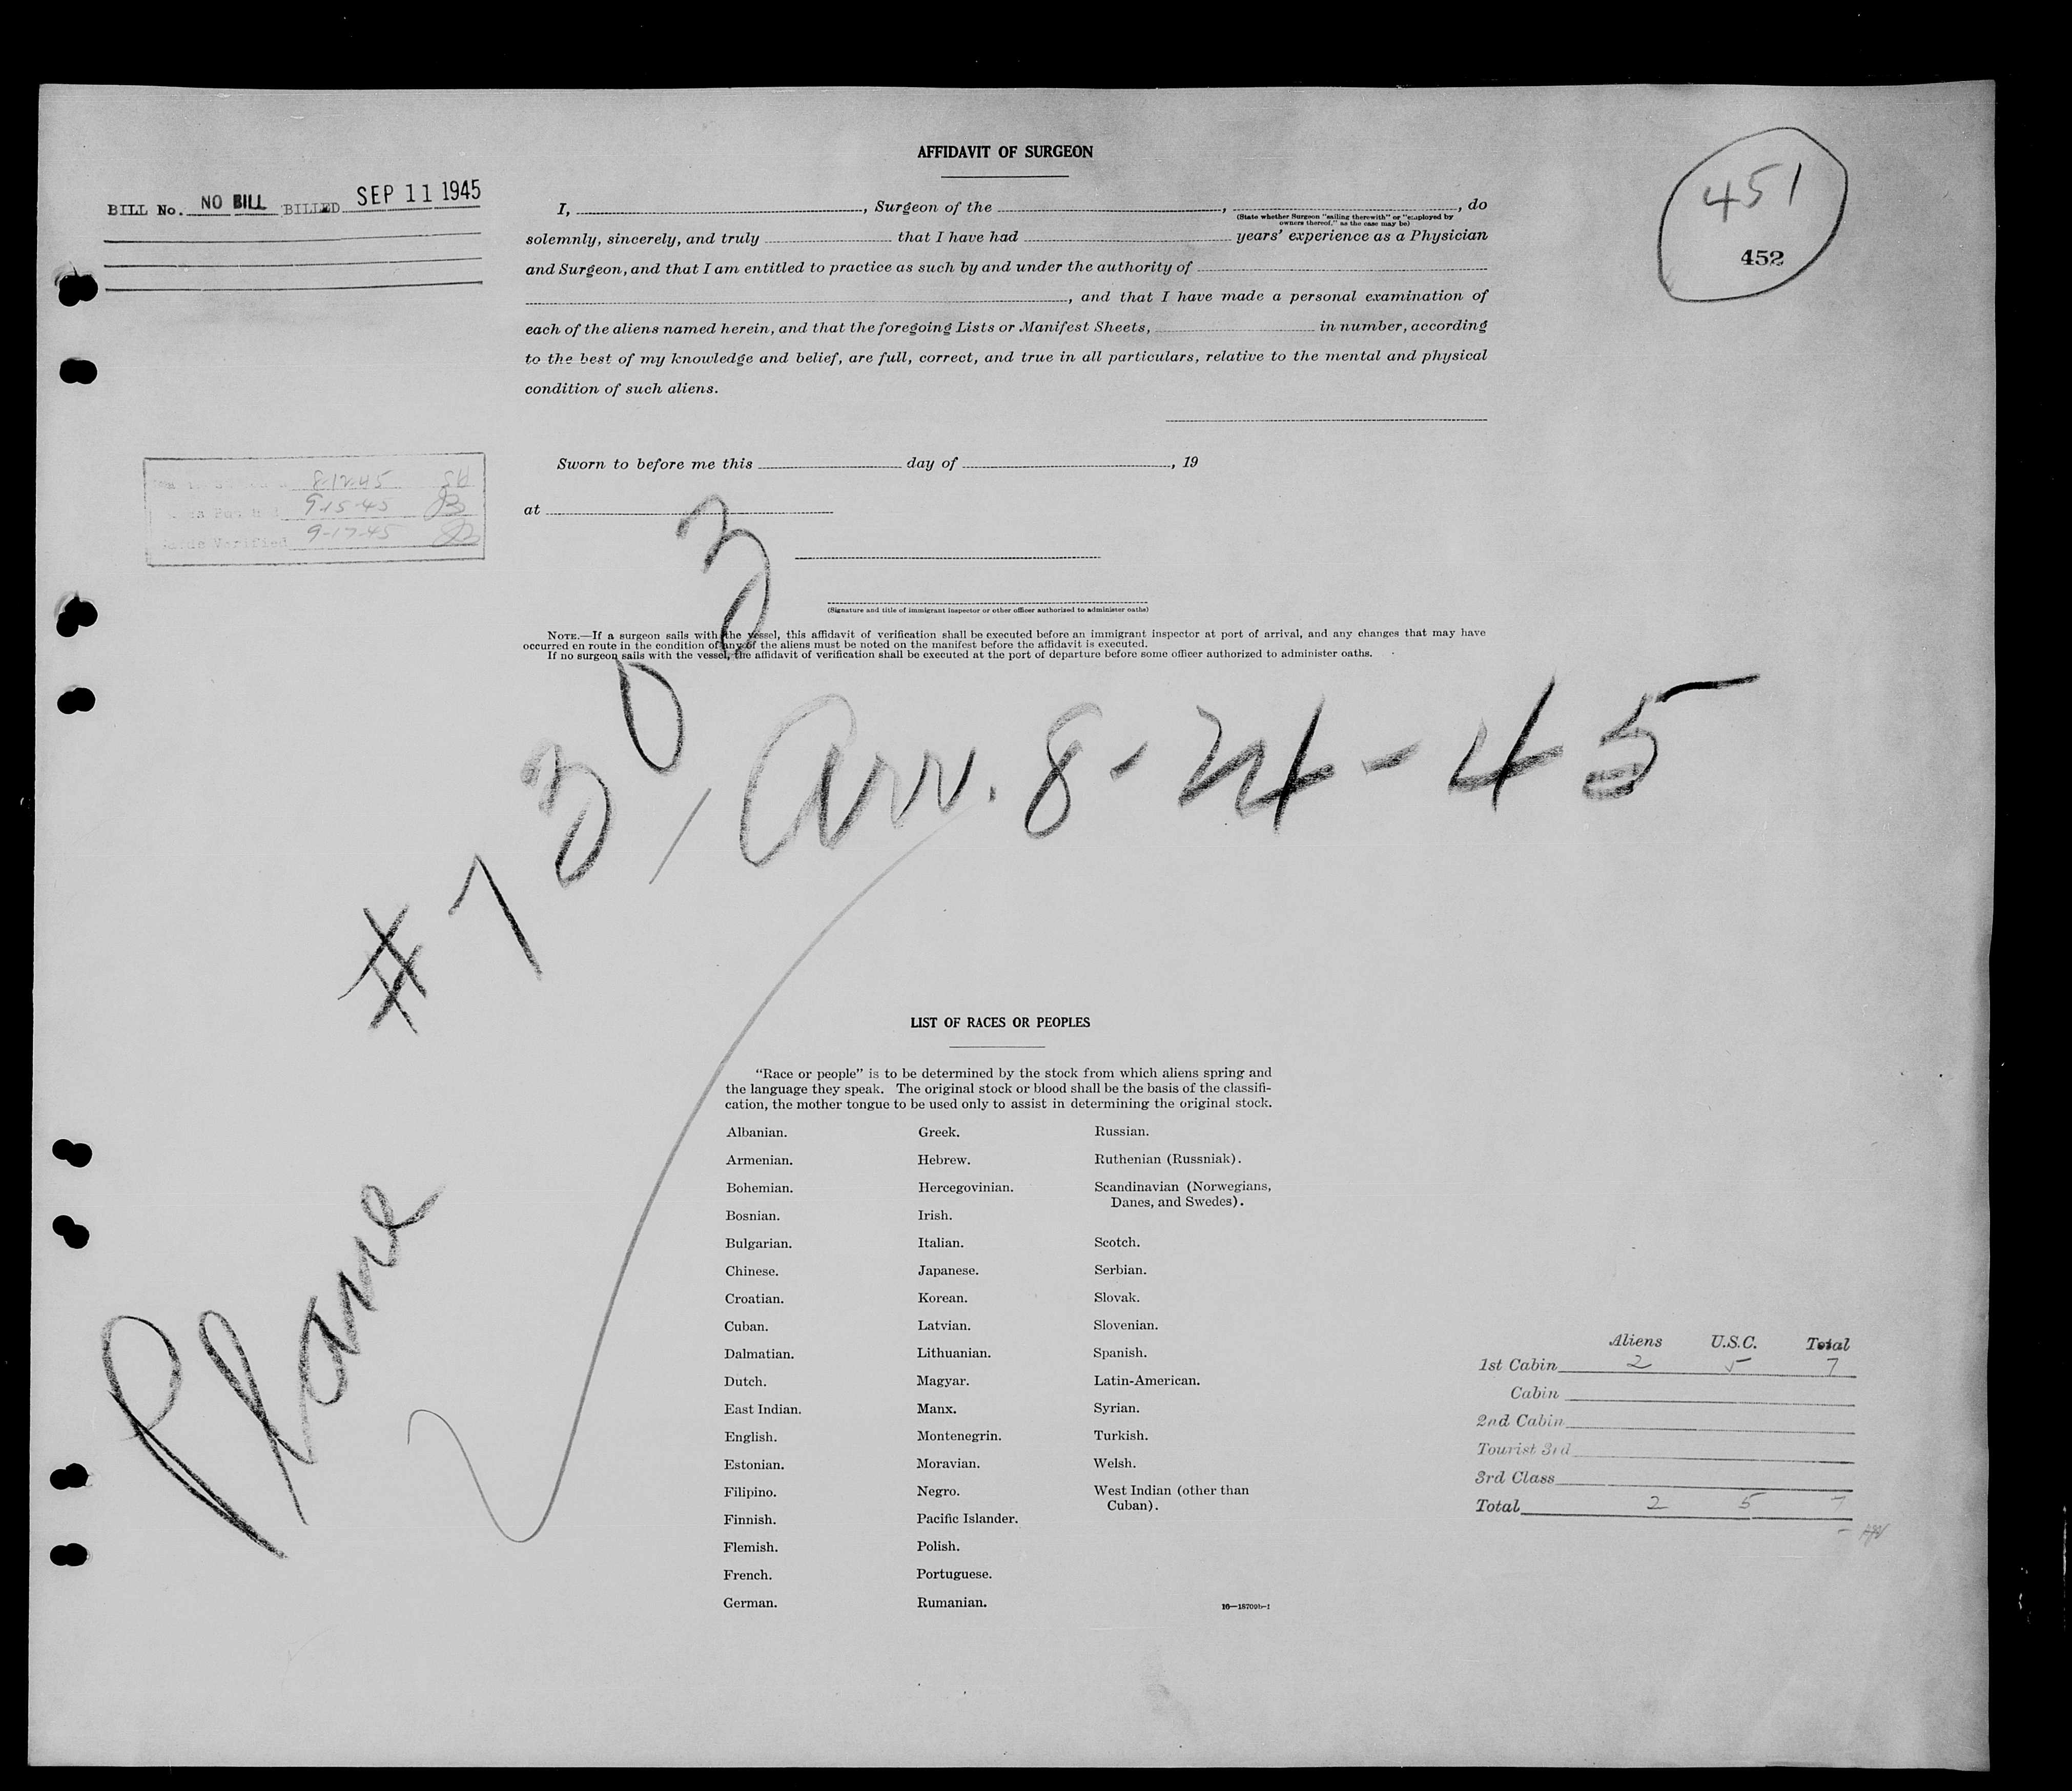 AFFIDAVIT OF SURGEON
BILL No. NO BILL BILLED SEP 11 1945
451
452
I, , Surgeon of the , , do
(State whether Surgeon "sailing therewith" or "employed by
owners thereof," as the case may be)
solemnly, sincerely, and truly that I have had years' experience as a Physician
and Surgeon, and that I am entitled to practice as such by and under the authority of
, and that I have made a personal examination of
each of the aliens named herein, and that the foregoing Lists or Manifest Sheets, in number, according
to the best of my knowledge and belief, are full, correct, and true in all particulars, relative to the mental and physical
condition of such aliens.
Sworn to before me this day of , 19
at
8-12-45
9-15-45
Verified 9-17-45
(Signature and title of immigrant inspector or other officer authorized to administer oaths)
NOTE.—If a surgeon sails with the vessel, this affidavit of verification shall be executed before an immigrant inspector at port of arrival, and any changes that may have
occurred en route in the condition of any of the aliens must be noted on the manifest before the affidavit is executed.
If no surgeon sails with the vessel, the affidavit of verification shall be executed at the port of departure before some officer authorized to administer oaths.
Plane #7303, Arr. 8-24-45
LIST OF RACES OR PEOPLES
"Race or people" is to be determined by the stock from which aliens spring and
the language they speak. The original stock or blood shall be the basis of the classifi-
cation, the mother tongue to be used only to assist in determining the original stock.
Albanian.
Armenian.
Bohemian.
Bosnian.
Bulgarian.
Chinese.
Croatian.
Cuban.
Dalmatian.
Dutch.
East Indian.
English.
Estonian.
Filipino.
Finnish.
Flemish.
French.
German.
Greek.
Hebrew.
Hercegovinian.
Irish.
Italian.
Japanese.
Korean.
Latvian.
Lithuanian.
Magyar.
Manx.
Montenegrin.
Moravian.
Negro.
Pacific Islander.
Polish.
Portuguese.
Rumanian.
Russian.
Ruthenian (Russniak).
Scandinavian (Norwegians,
Danes, and Swedes).
Scotch.
Serbian.
Slovak.
Slovenian.
Spanish.
Latin-American.
Syrian.
Turkish.
Welsh.
West Indian (other than
Cuban).
16—18709b-1
Aliens U.S.C. Total
1st Cabin 2 5 7
Cabin
2nd Cabin
Tourist 3rd
3rd Class
Total 2 5 7